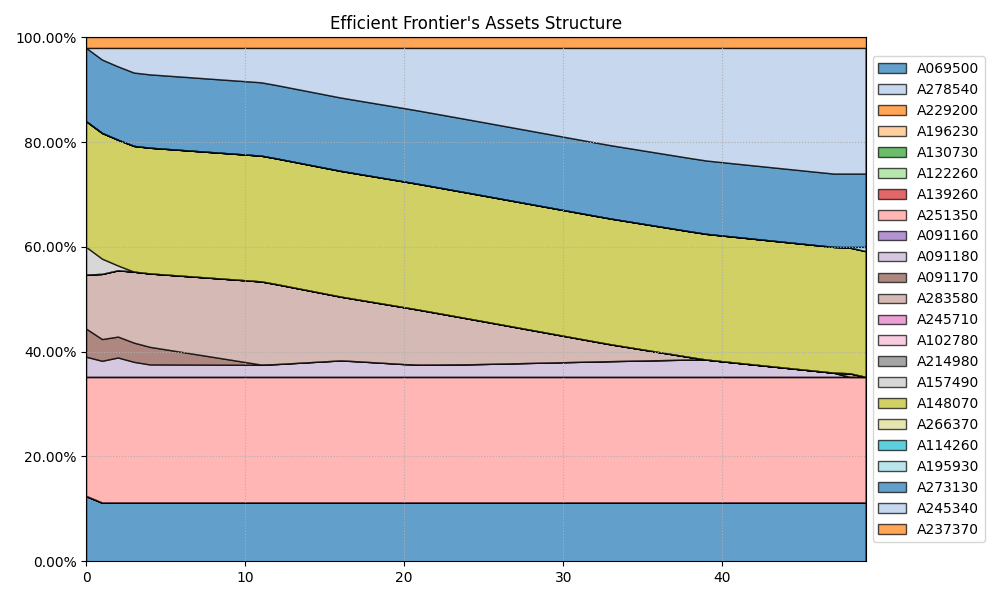 Efficient Frontier's Assets Structure
100.00%
80.00%
60.00%
40.00%
20.00%
0.00%
0
10
20
30
40
A069500
A278540
A229200
A196230
A130730
A122260
A139260
A251350
A091160
A091180
A091170
A283580
A245710
A102780
A214980
A157490
A148070
A266370
A114260
A195930
A273130
A245340
A237370